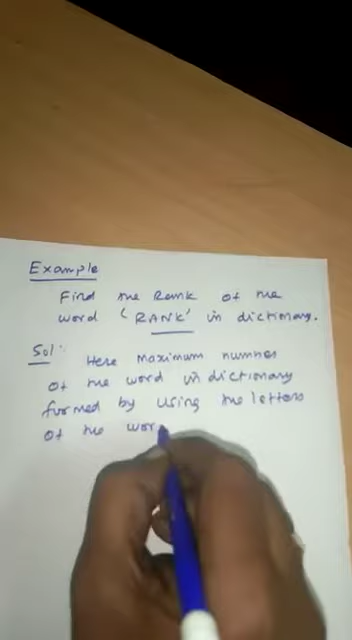 Example
Find the Rank of the
word 'RANK' in dictionary.
Sol:
Here maximum number
of the word in dictionary
formed by using the letters
of the wor